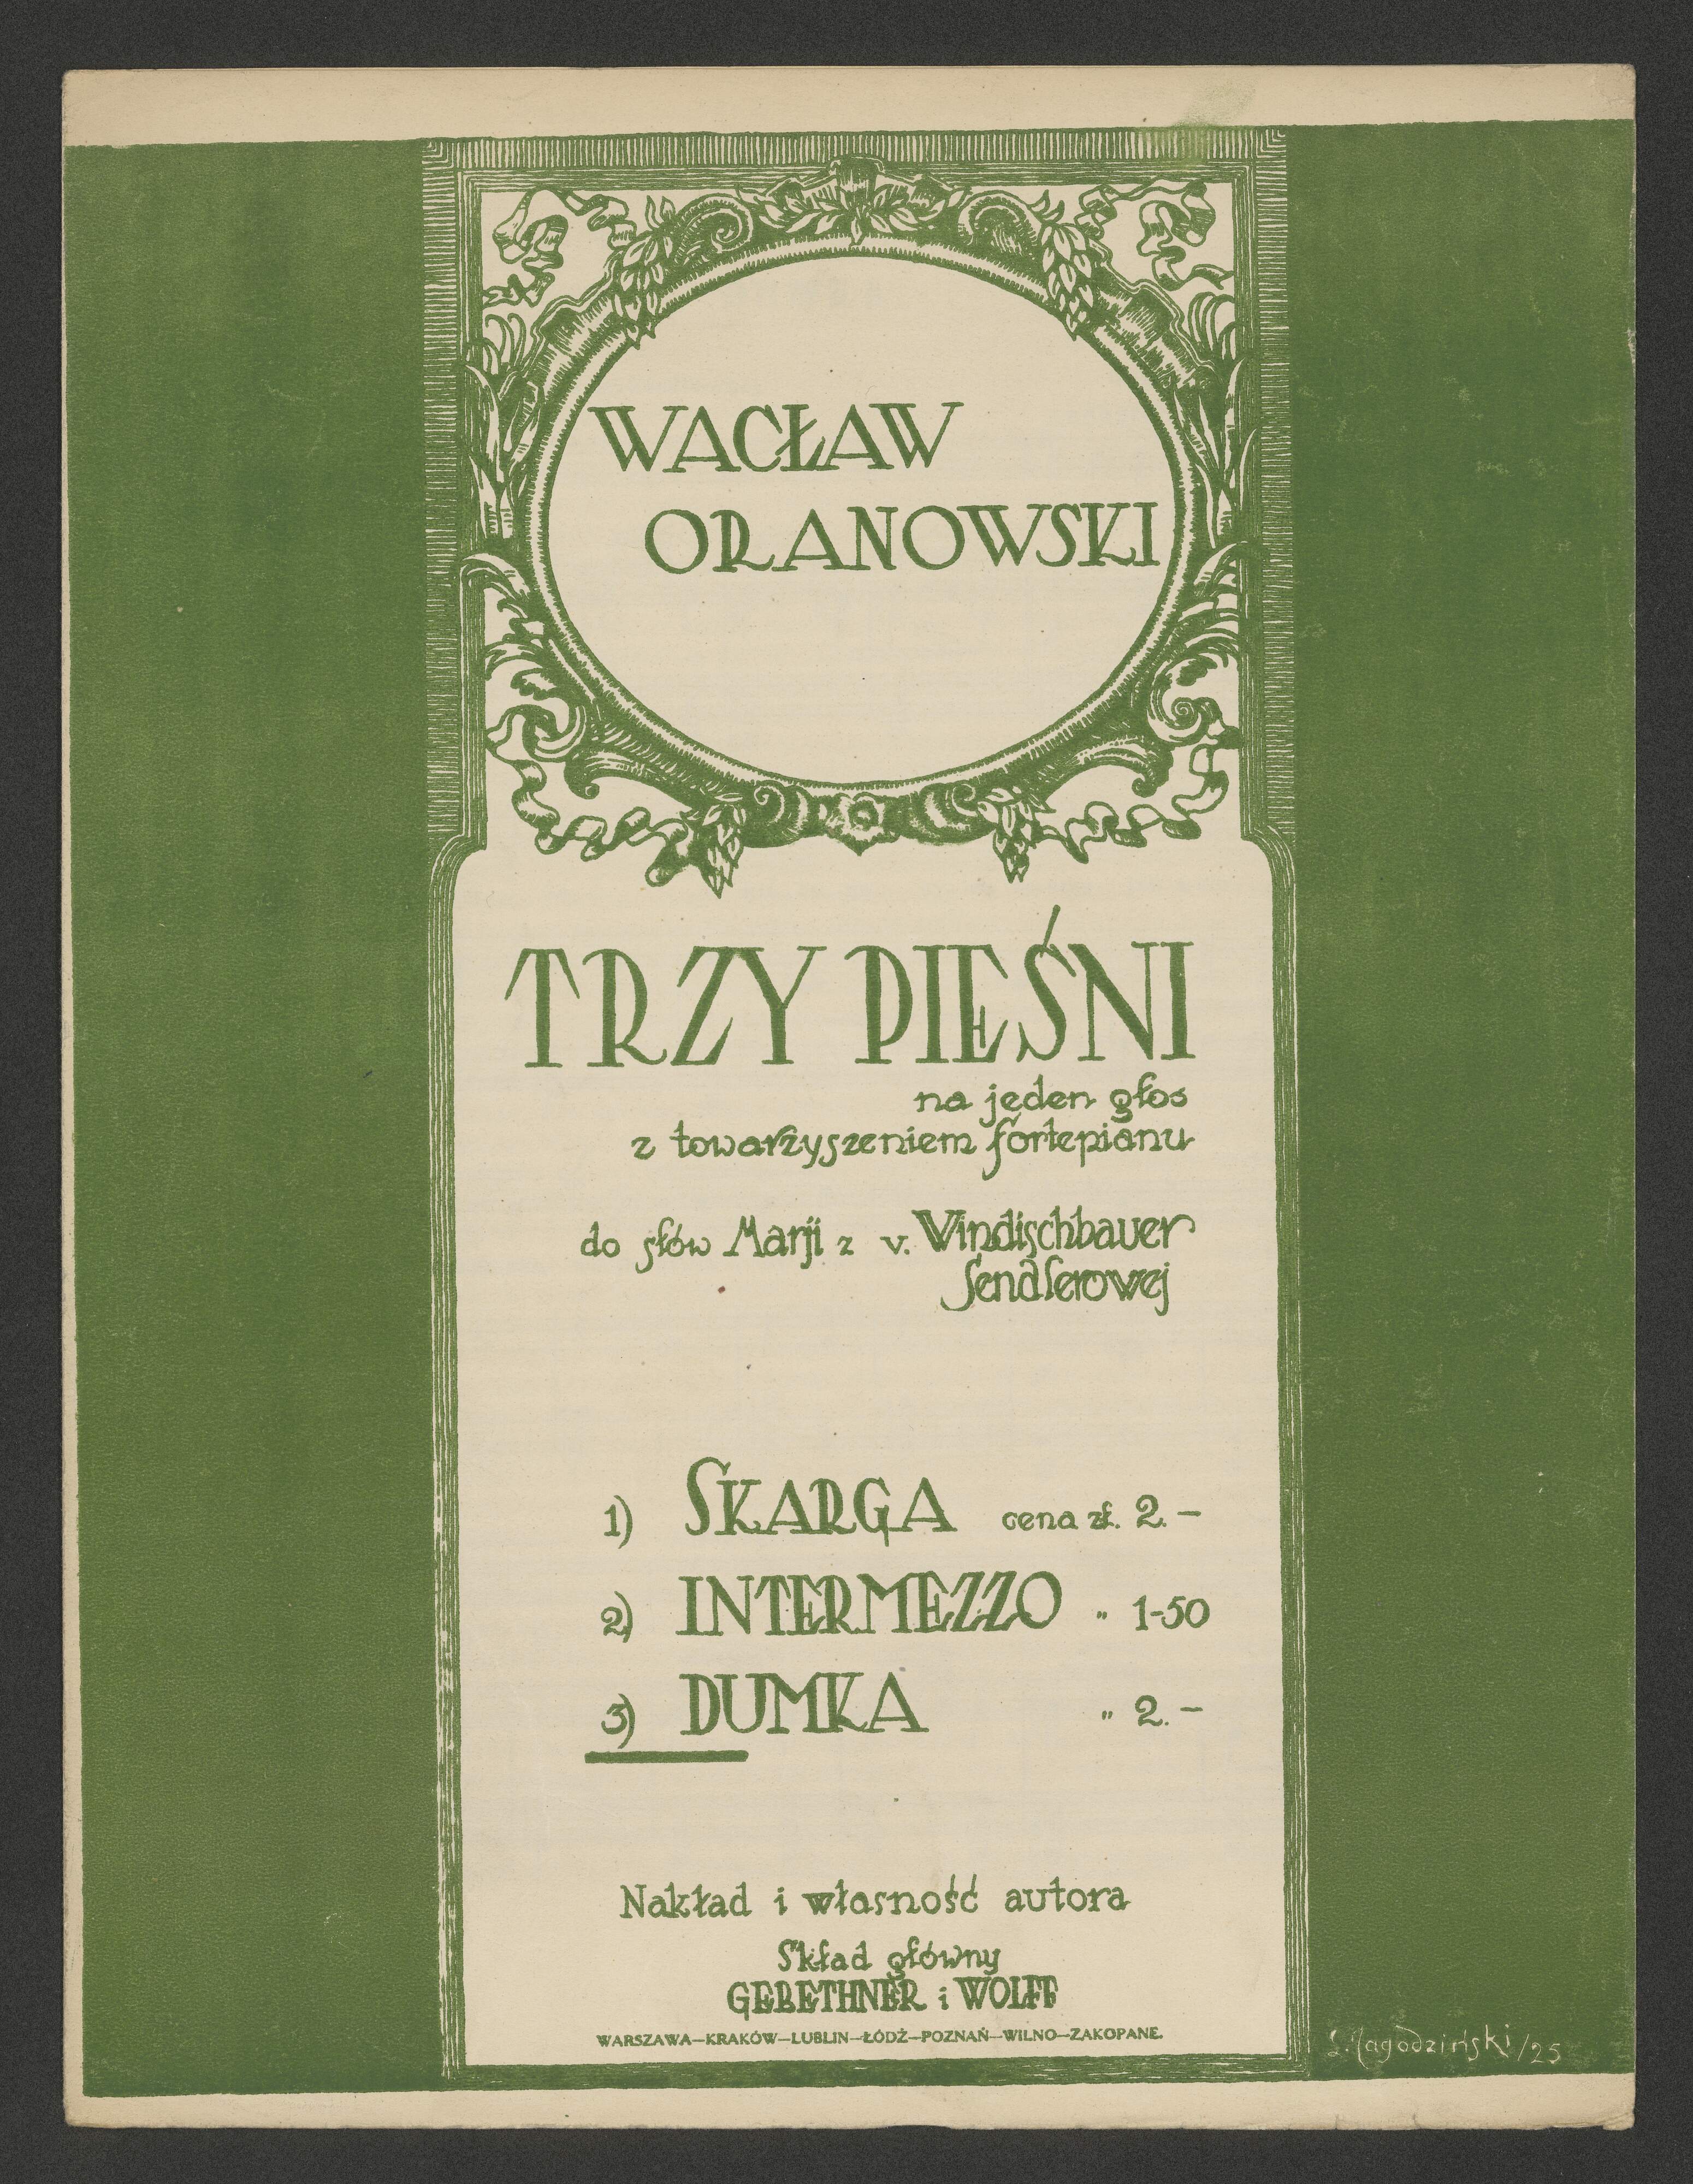 WACŁAW
ORANOWSKI
TRZY PIEŚNI
na jeden głos
z towarzyszeniem fortepianu
do słów Marji z v. Windischbauer
Sendlerowej
1) SKARGA cena zł. 2.—
2) INTERMEZZO „ 1-50
3) DUMKA „ 2.—
Nakład i własność autora
Skład główny
GEBETHNER i WOLFF
WARSZAWA—KRAKÓW—LUBLIN—ŁÓDŹ—POZNAŃ—WILNO—ZAKOPANE.
L. Jagodziński/25